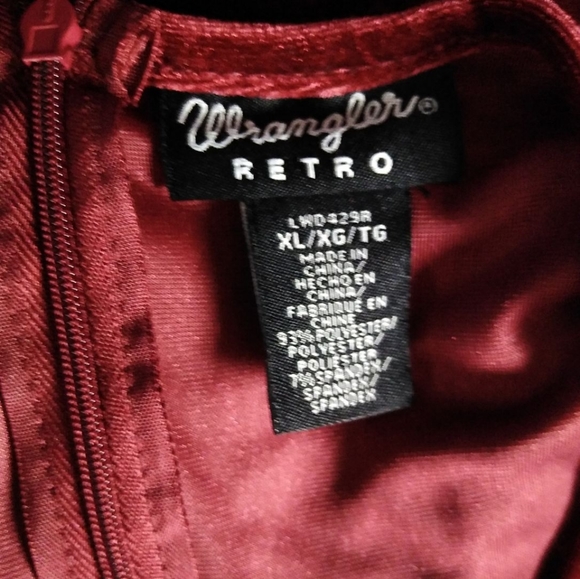 Wrangler®
RETRO
LWD429R
XL/XG/TG
MADE IN
CHINA/
HECHO EN
CHINA/
FABRIQUE EN
CHINE
93% POLYESTER/
POLYESTER/
POLIESTER
7% SPANDEX/
SPANDEX/
SPANDEX